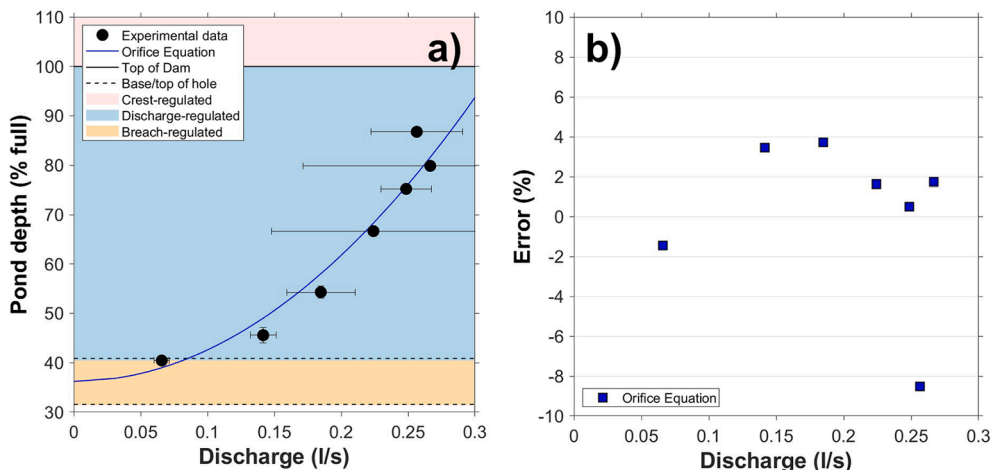 a)
Experimental data
Orifice Equation
Top of Dam
Base/top of hole
Crest-regulated
Discharge-regulated
Breach-regulated
110
100
90
80
70
60
50
40
30
Pond depth (% full)
0
0.05
0.1
0.15
0.2
0.25
0.3
Discharge (l/s)
b)
10
8
6
4
2
0
-2
-4
-6
-8
-10
Error (%)
Orifice Equation
0
0.05
0.1
0.15
0.2
0.25
0.3
Discharge (l/s)